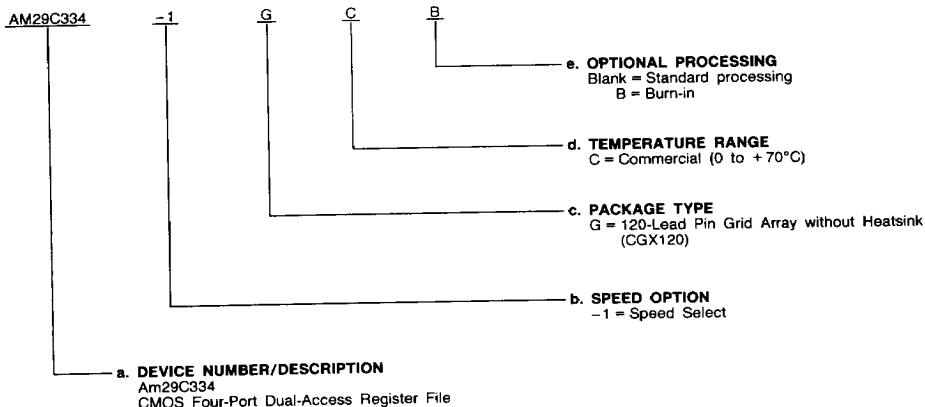 AM29C334 -1 G C B
e. OPTIONAL PROCESSING
Blank = Standard processing
B = Burn-in
d. TEMPERATURE RANGE
C = Commercial (0 to +70°C)
c. PACKAGE TYPE
G = 120-Lead Pin Grid Array without Heatsink
(CGX120)
b. SPEED OPTION
-1 = Speed Select
a. DEVICE NUMBER/DESCRIPTION
Am29C334
CMOS Four-Port Dual-Access Register File